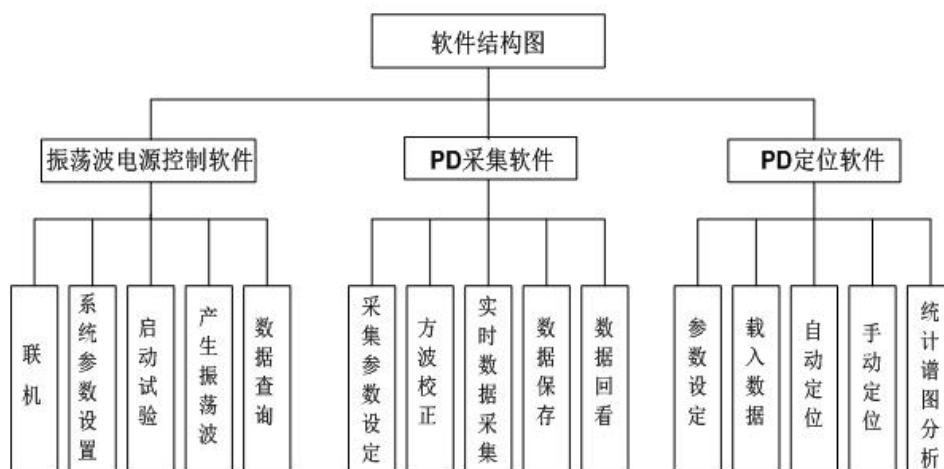 软件结构图
振荡波电源控制软件
PD采集软件
PD定位软件
联机
系统参数设置
启动试验
产生振荡波
数据查询
采集参数设定
方波校正
实时数据采集
数据保存
数据回看
参数设定
载入数据
自动定位
手动定位
统计谱图分析